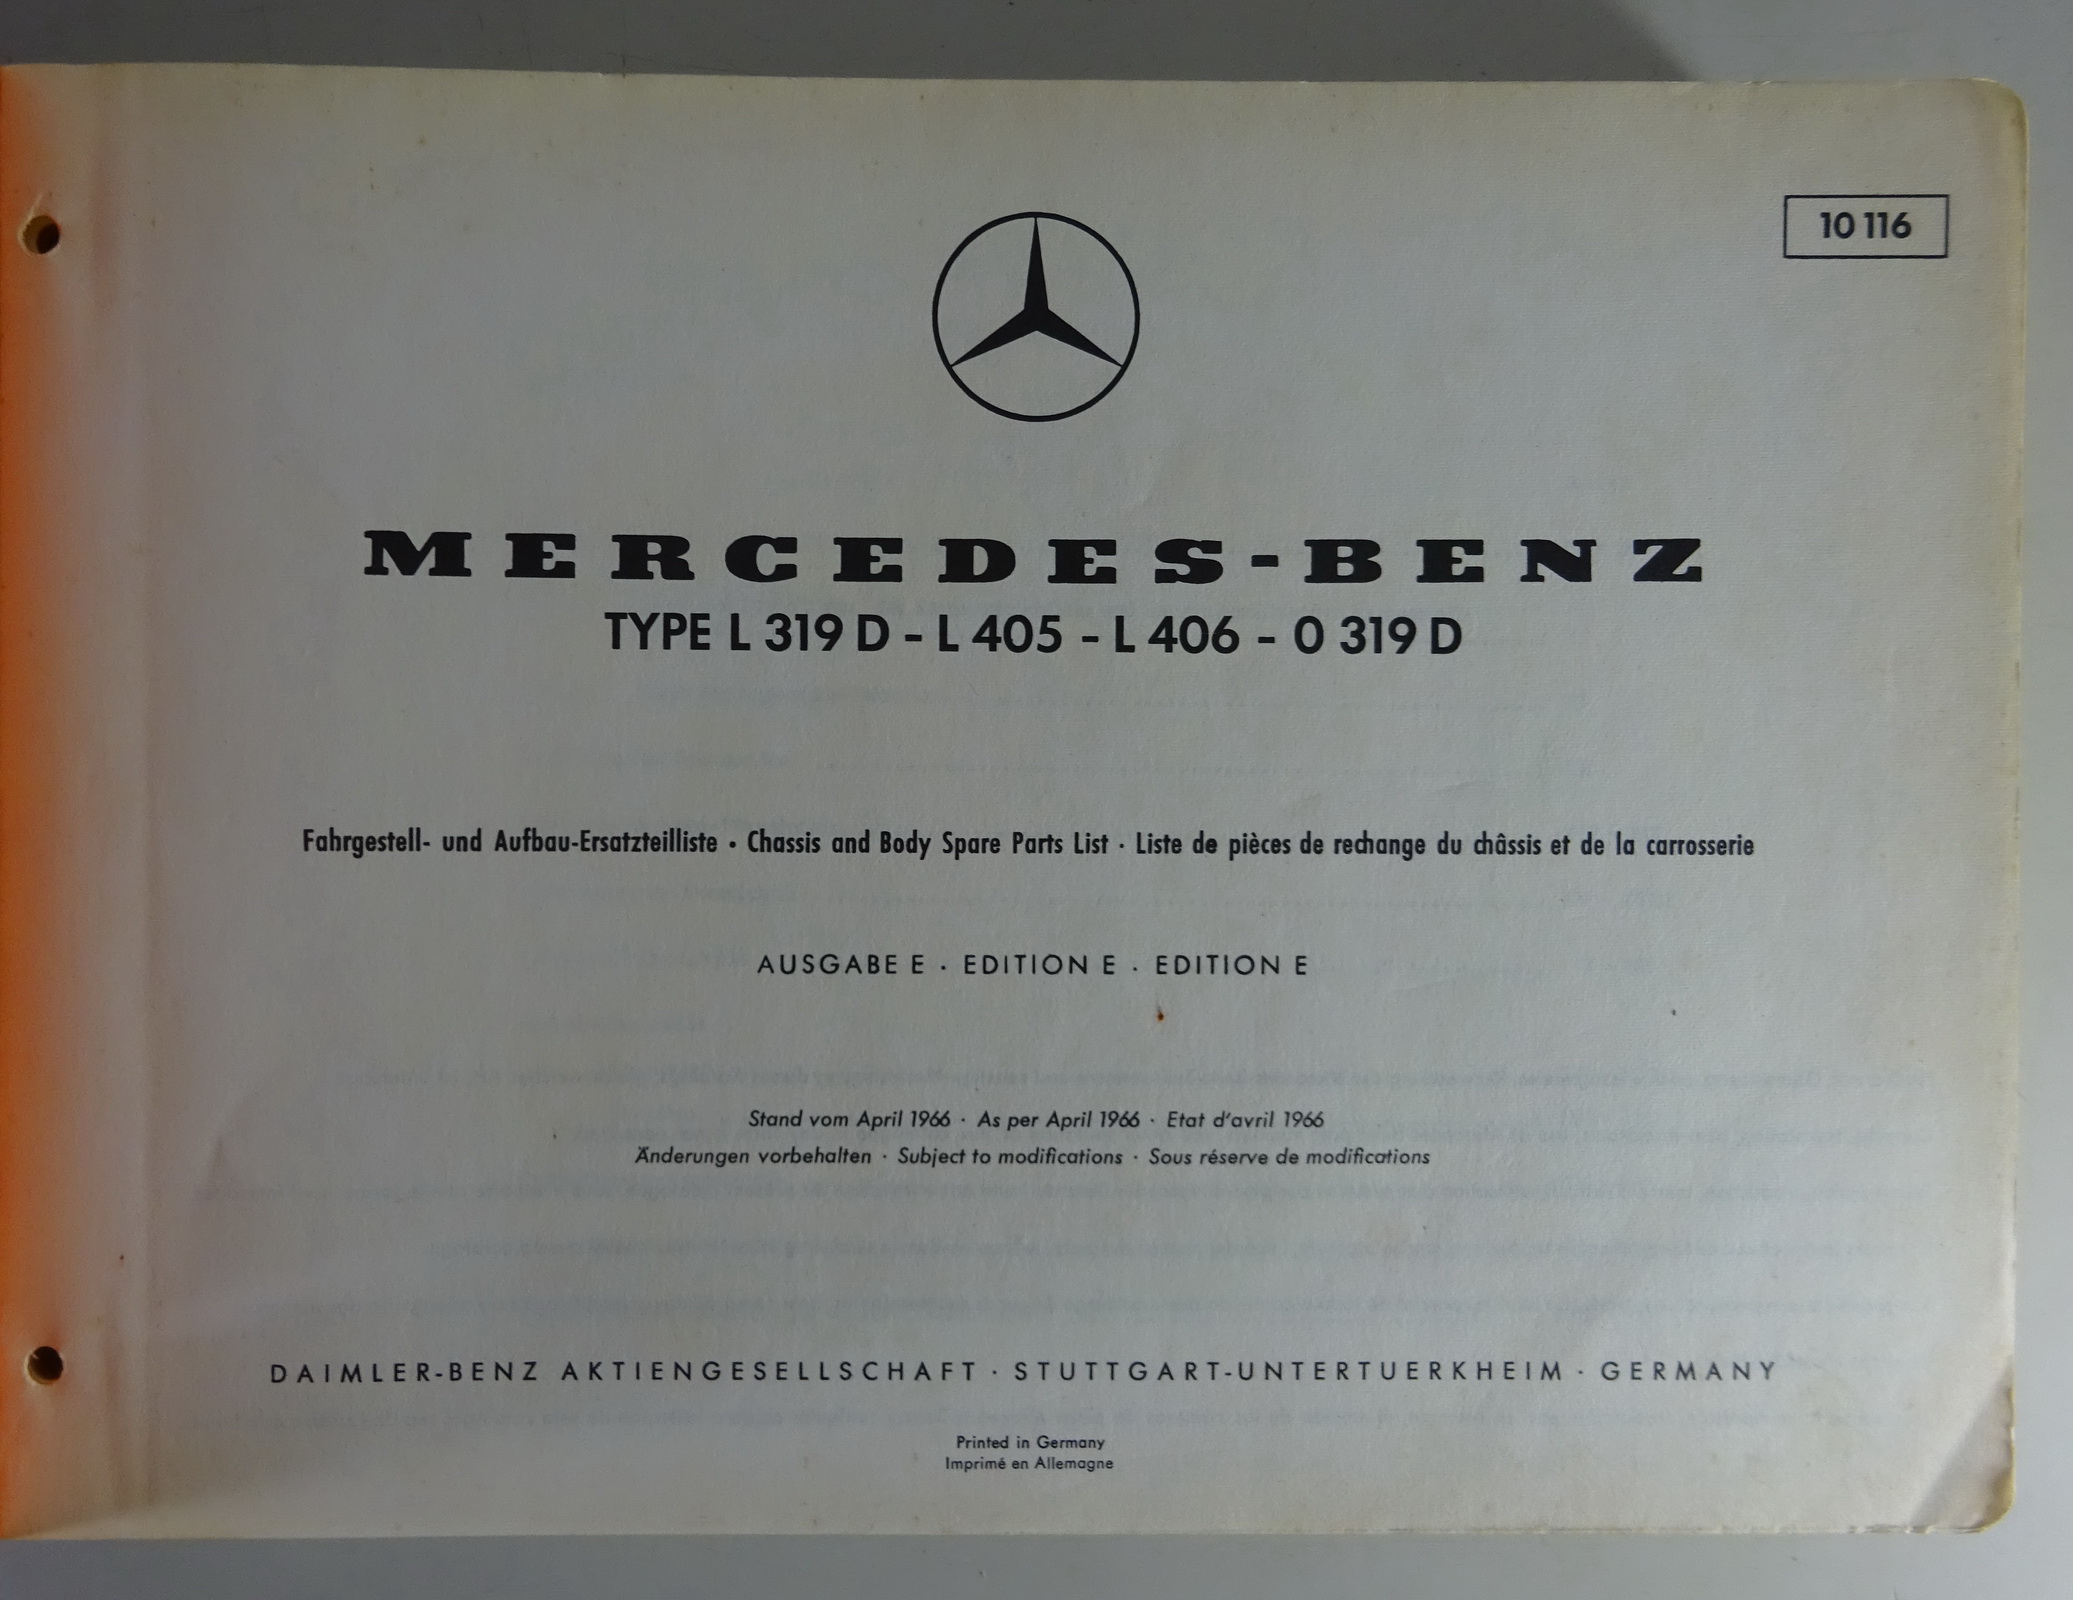 10 116
MERCEDES-BENZ
TYPE L 319 D - L 405 - L 406 - O 319 D
Fahrgestell- und Aufbau-Ersatzteilliste · Chassis and Body Spare Parts List · Liste de pièces de rechange du châssis et de la carrosserie
AUSGABE E · EDITION E · EDITION E
Stand vom April 1966 · As per April 1966 · Etat d'avril 1966
Änderungen vorbehalten · Subject to modifications · Sous réserve de modifications
DAIMLER-BENZ AKTIENGESELLSCHAFT · STUTTGART-UNTERTUERKHEIM · GERMANY
Printed in Germany
Imprimé en Allemagne